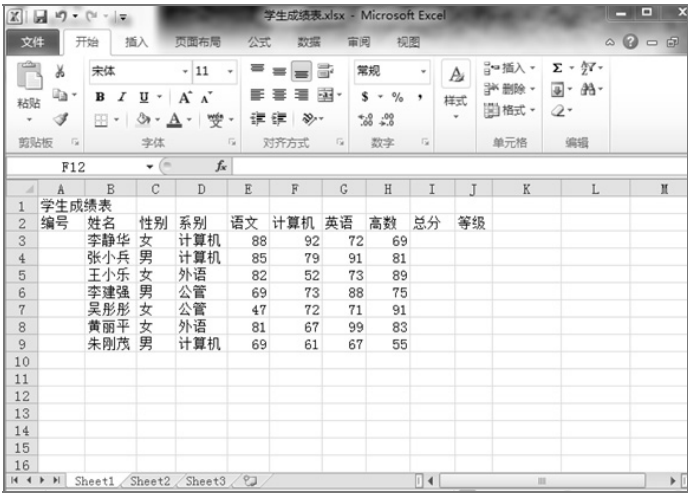 学生成绩表.xlsx - Microsoft Excel
文件 开始 插入 页面布局 公式 数据 审阅 视图
宋体 11 常规 插入 Σ
粘贴 B I U A A $ % , 样式 删除
A 格式
剪贴板 字体 对齐方式 数字 单元格 编辑
F12 fx
A B C D E F G H I J K L M
1 学生成绩表
2 编号 姓名 性别 系别 语文 计算机 英语 高数 总分 等级
3 李静华 女 计算机 88 92 72 69
4 张小兵 男 计算机 85 79 91 81
5 王小乐 女 外语 82 52 73 89
6 李建强 男 公管 69 73 88 75
7 吴彤彤 女 公管 47 72 71 91
8 黄丽平 女 外语 81 67 99 83
9 朱刚茂 男 计算机 69 61 67 55
10
11
12
13
14
15
16
Sheet1 Sheet2 Sheet3